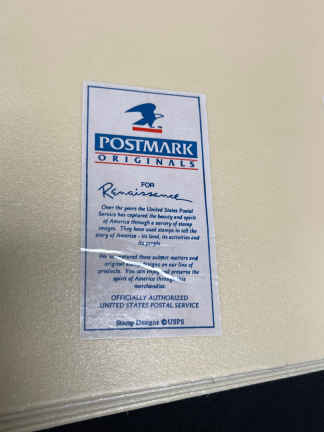 POSTMARK
ORIGINALS
FOR
Renaissance
Over the years the United States Postal
Service has captured the beauty and spirit
of America through a variety of stamp
images. They have used stamps to tell the
story of America - its land, its activities and
its people
We have used these subject matters and
original stamp designs on our line of
products. You can enjoy and preserve the
spirit of America through this
merchandise.
OFFICIALLY AUTHORIZED
UNITED STATES POSTAL SERVICE
Stamp Designs ©USPS